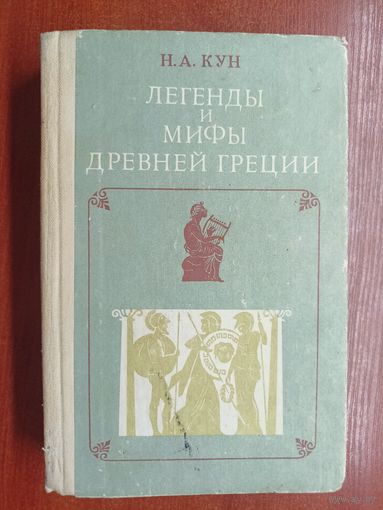 Н. А. КУН
ЛЕГЕНДЫ
И
МИФЫ
ДРЕВНЕЙ ГРЕЦИИ